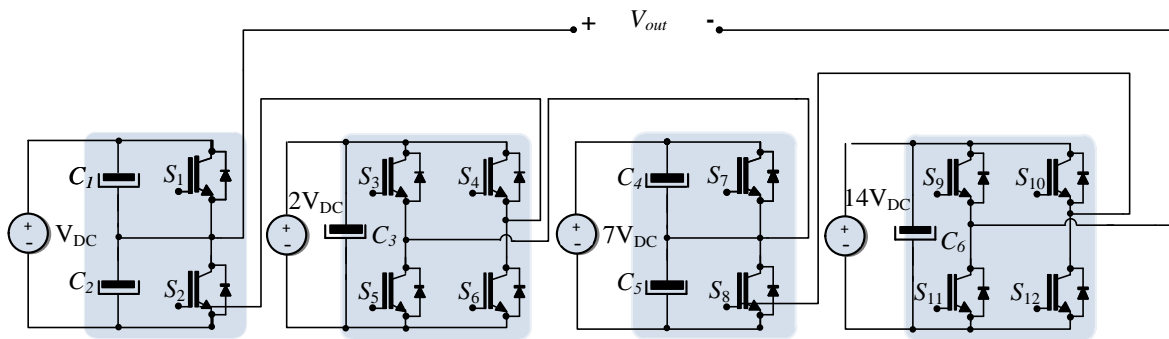 + V_out -
S_1
S_3
S_4
S_7
S_9
S_10
C_1
C_4
2V_DC
14V_DC
+
-
+
-
+
-
+
-
V_DC
C_3
7V_DC
C_6
C_2
S_2
S_5
S_6
C_5
S_8
S_11
S_12